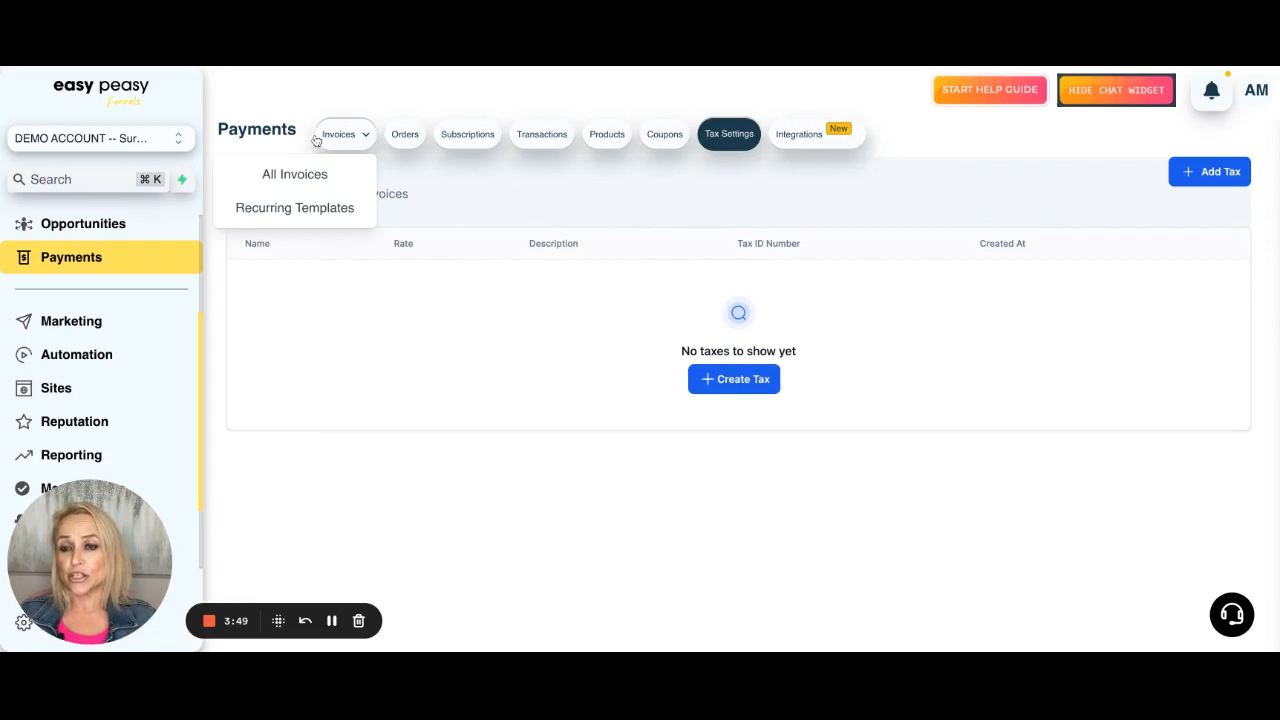 easy peasy
Funnels
DEMO ACCOUNT -- Sur...
Search
⌘ K
Opportunities
Payments
Marketing
Automation
Sites
Reputation
Reporting
START HELP GUIDE
HIDE CHAT WIDGET
AM
Payments
Invoices
Orders
Subscriptions
Transactions
Products
Coupons
Tax Settings
Integrations
New
All Invoices
Recurring Templates
voices
+ Add Tax
Name
Rate
Description
Tax ID Number
Created At
No taxes to show yet
+ Create Tax
3:49